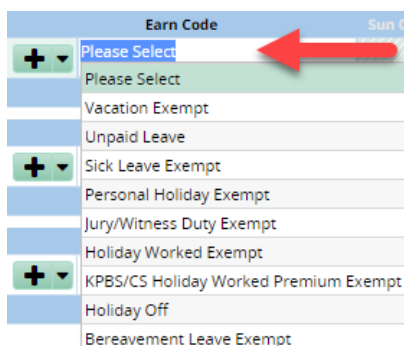 Earn Code
Sun
Please Select
Please Select
Vacation Exempt
Unpaid Leave
Sick Leave Exempt
Personal Holiday Exempt
Jury/Witness Duty Exempt
Holiday Worked Exempt
KPBS/CS Holiday Worked Premium Exempt
Holiday Off
Bereavement Leave Exempt